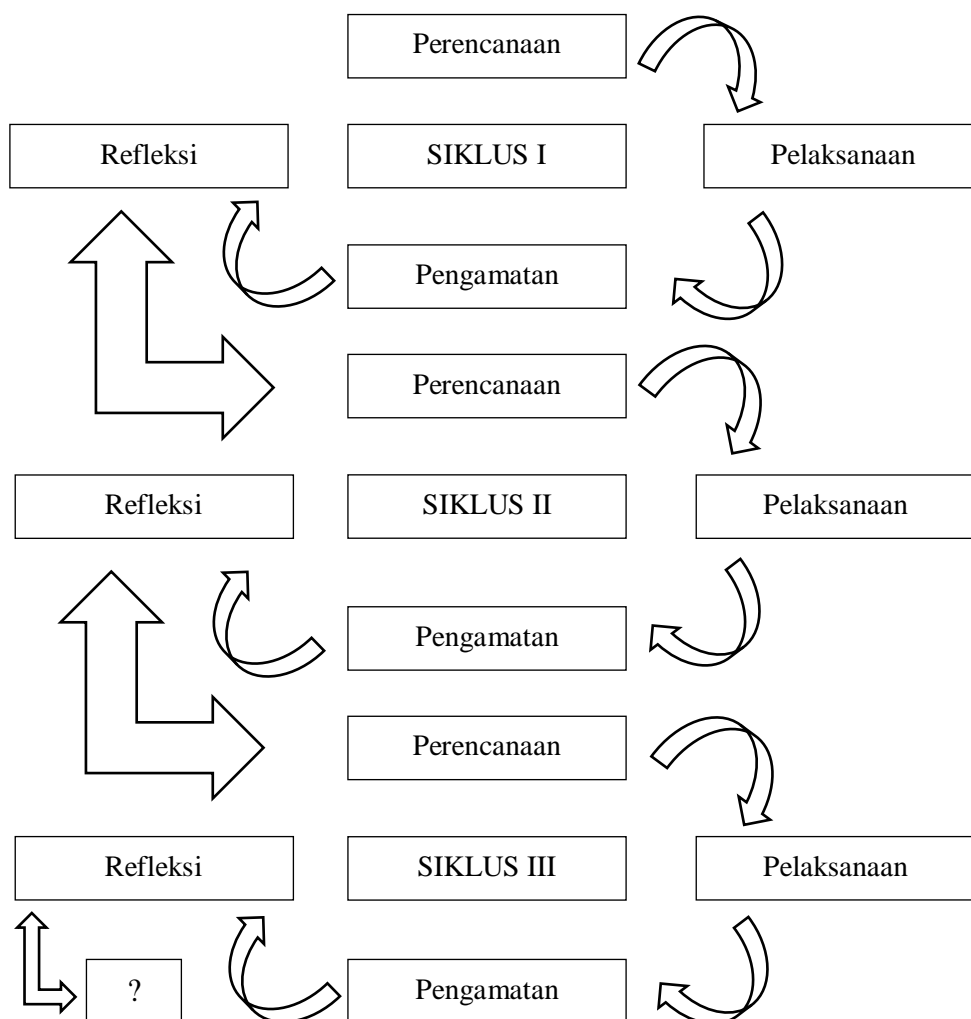 Perencanaan
Refleksi
SIKLUS I
Pelaksanaan
Pengamatan
Perencanaan
Refleksi
SIKLUS II
Pelaksanaan
Pengamatan
Perencanaan
Refleksi
SIKLUS III
Pelaksanaan
?
Pengamatan